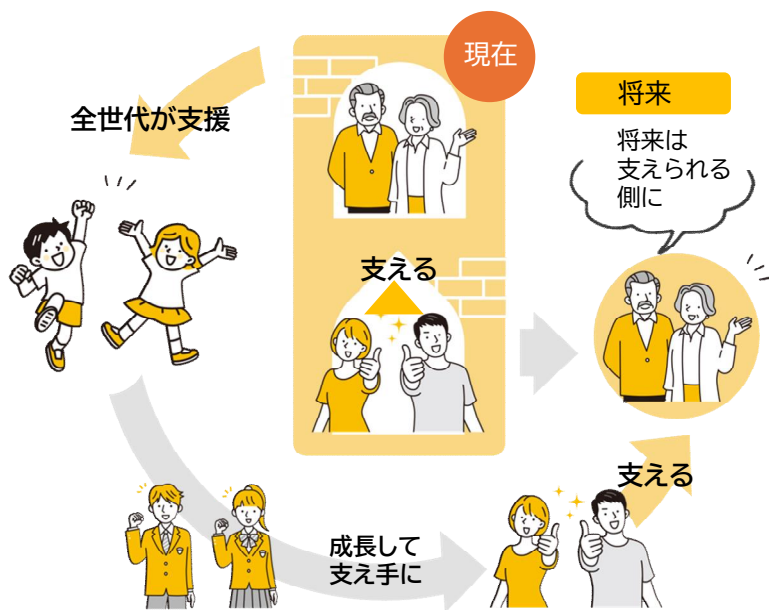 現在
全世代が支援
支える
将来
将来は
支えられる
側に
支える
成長して
支え手に